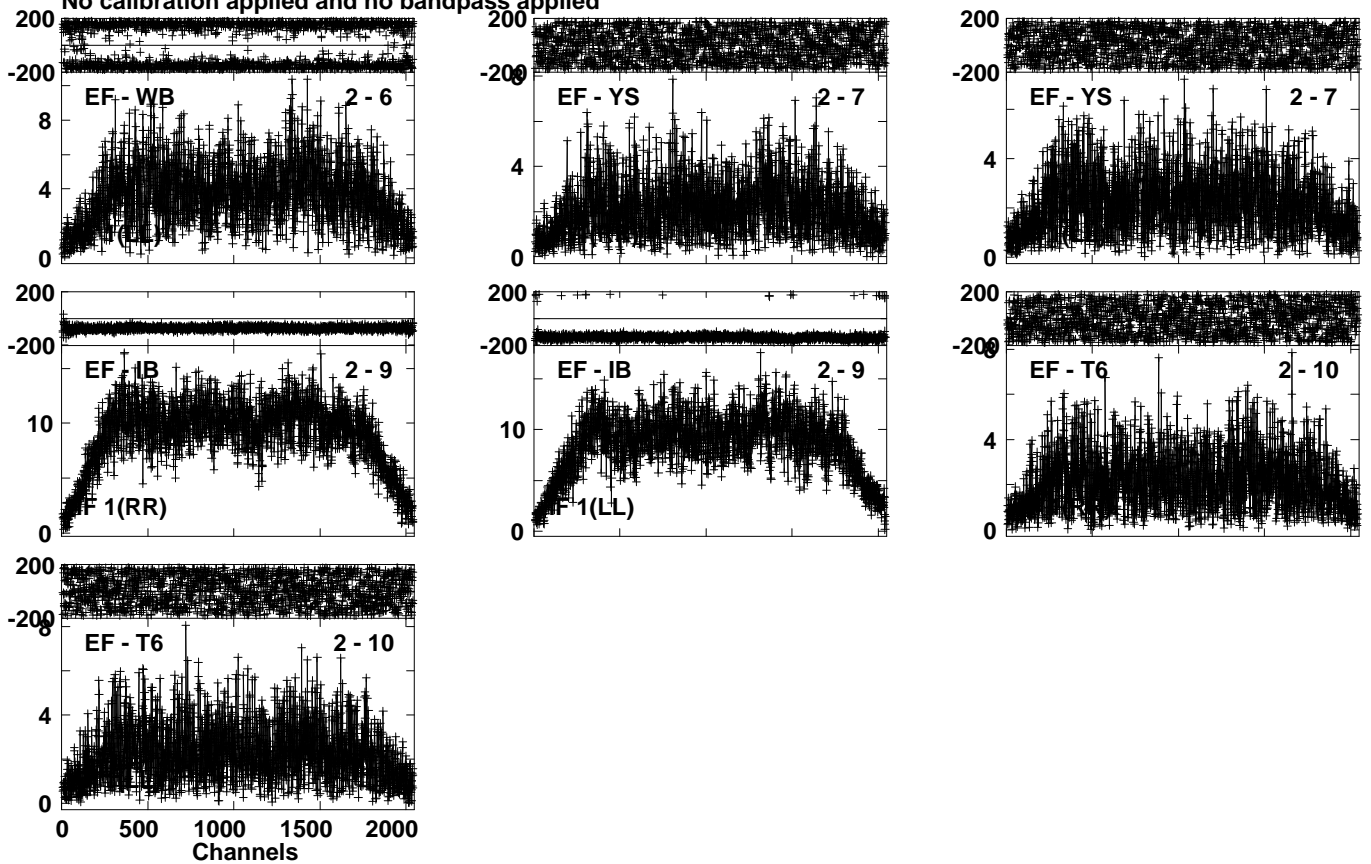 No calibration applied and no bandpass applied
200
-200
EF - WB 2 - 6
8
4
0
(LL)
200
-200
8
EF - YS 2 - 7
4
0
200
-200
EF - YS 2 - 7
4
0
200
-200
EF - IB 2 - 9
10
0
IF 1(RR)
200
-200
EF - IB 2 - 9
10
0
IF 1(LL)
200
-200
8
EF - T6 2 - 10
4
0
200
-200
8
EF - T6 2 - 10
4
0
0 500 1000 1500 2000
Channels